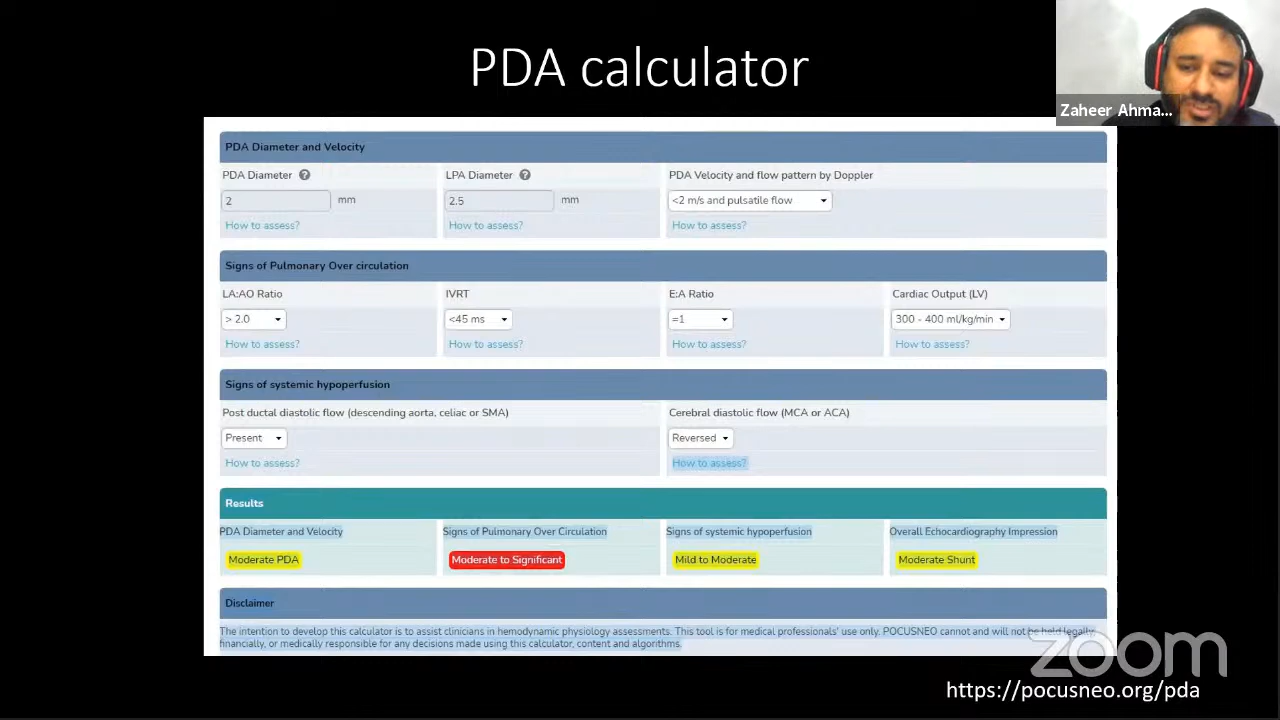 PDA calculator
Zaheer Ahma...
PDA Diameter and Velocity
PDA Diameter ?
LPA Diameter ?
PDA Velocity and flow pattern by Doppler
2 mm
2.5 mm
<2 m/s and pulsatile flow
How to assess?
How to assess?
How to assess?
Signs of Pulmonary Over circulation
LA:AO Ratio
IVRT
E:A Ratio
Cardiac Output (LV)
> 2.0
<45 ms
=1
300 - 400 ml/kg/min
How to assess?
How to assess?
How to assess?
How to assess?
Signs of systemic hypoperfusion
Post ductal diastolic flow (descending aorta, celiac or SMA)
Cerebral diastolic flow (MCA or ACA)
Present
Reversed
How to assess?
How to assess?
Results
PDA Diameter and Velocity
Signs of Pulmonary Over Circulation
Signs of systemic hypoperfusion
Overall Echocardiography Impression
Moderate PDA
Moderate to Significant
Mild to Moderate
Moderate Shunt
Disclaimer
The intention to develop this calculator is to assist clinicians in hemodynamic physiology assessments. This tool is for medical professionals' use only. POCUSNEO cannot and will not be held legally,
financially, or medically responsible for any decisions made using this calculator, content and algorithms.
zoom
https://pocusneo.org/pda